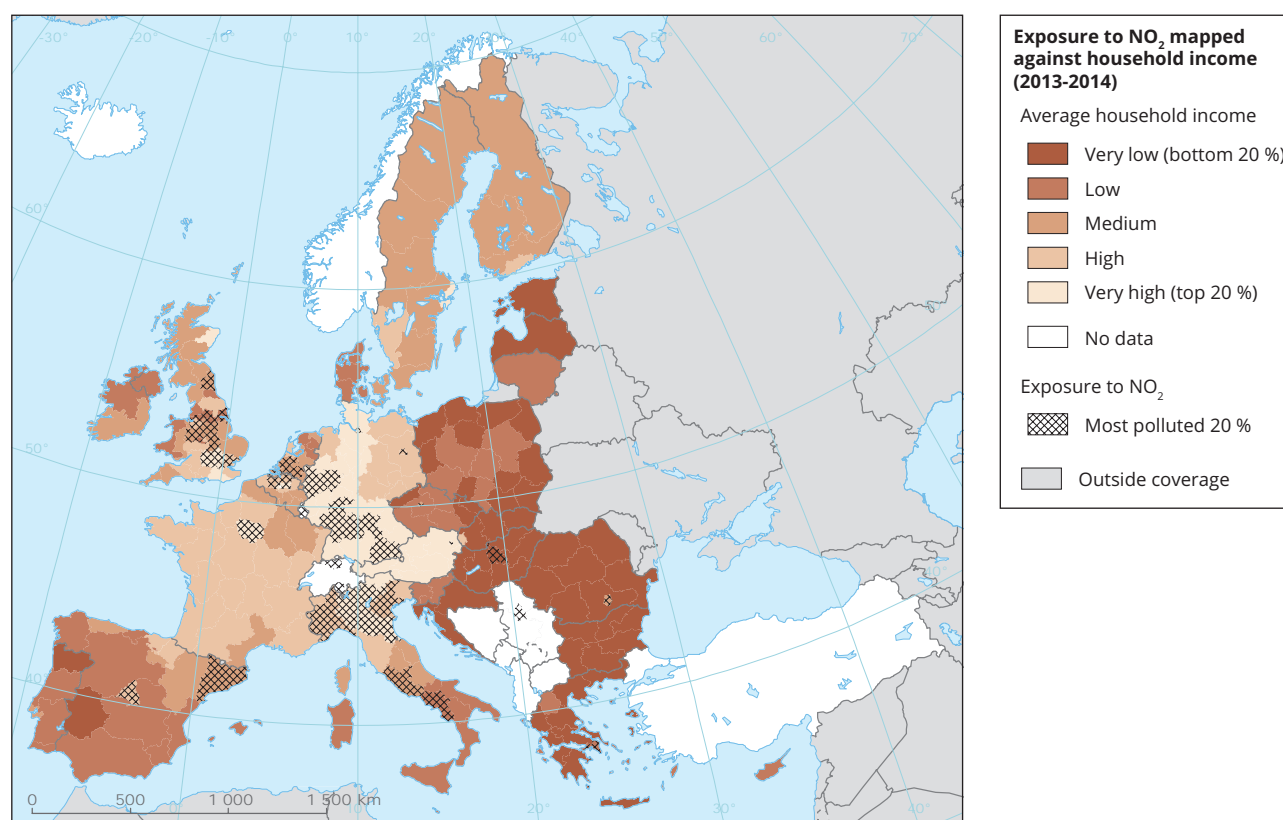 -30° -20° -10° 0° 10° 20° 30° 40° 50° 60° 70°
60°
50°
40°
40°
0 500 1 000 1 500 km
0° 10° 20° 30° 40°
Exposure to NO2 mapped
against household income
(2013-2014)
Average household income
Very low (bottom 20 %)
Low
Medium
High
Very high (top 20 %)
No data
Exposure to NO2
Most polluted 20 %
Outside coverage